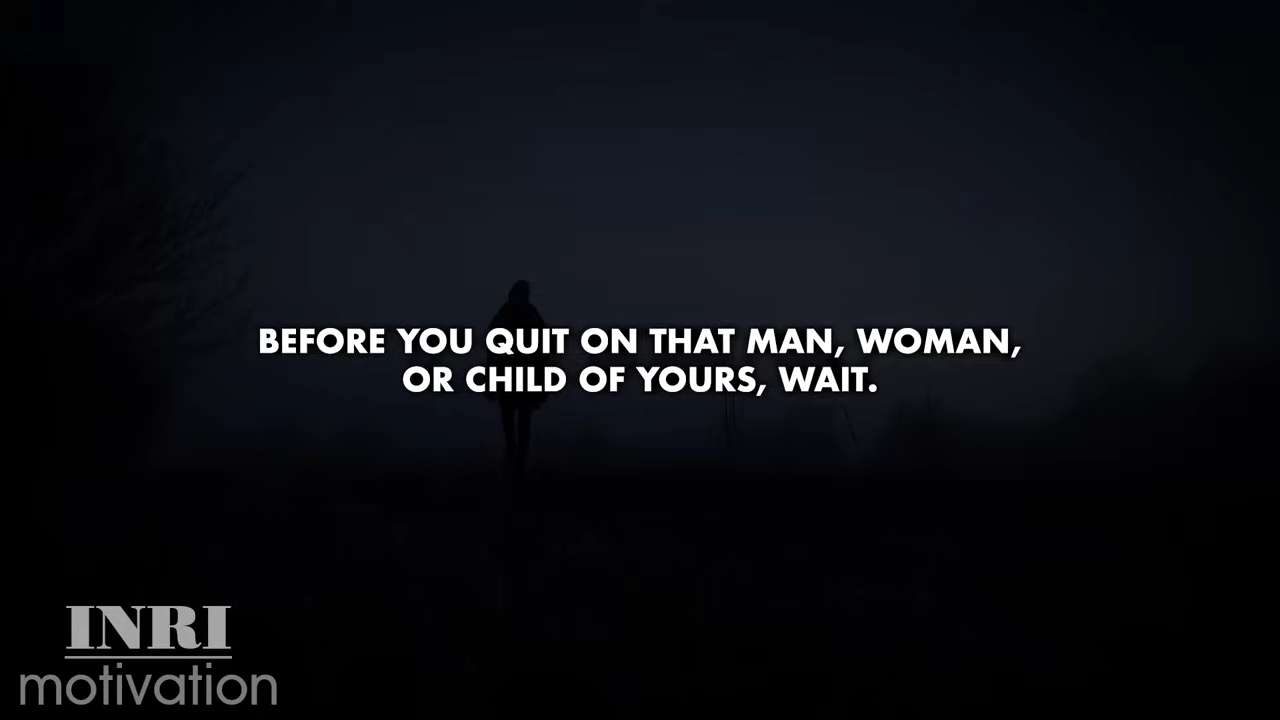 BEFORE YOU QUIT ON THAT MAN, WOMAN,
OR CHILD OF YOURS, WAIT.
INRI
motivation